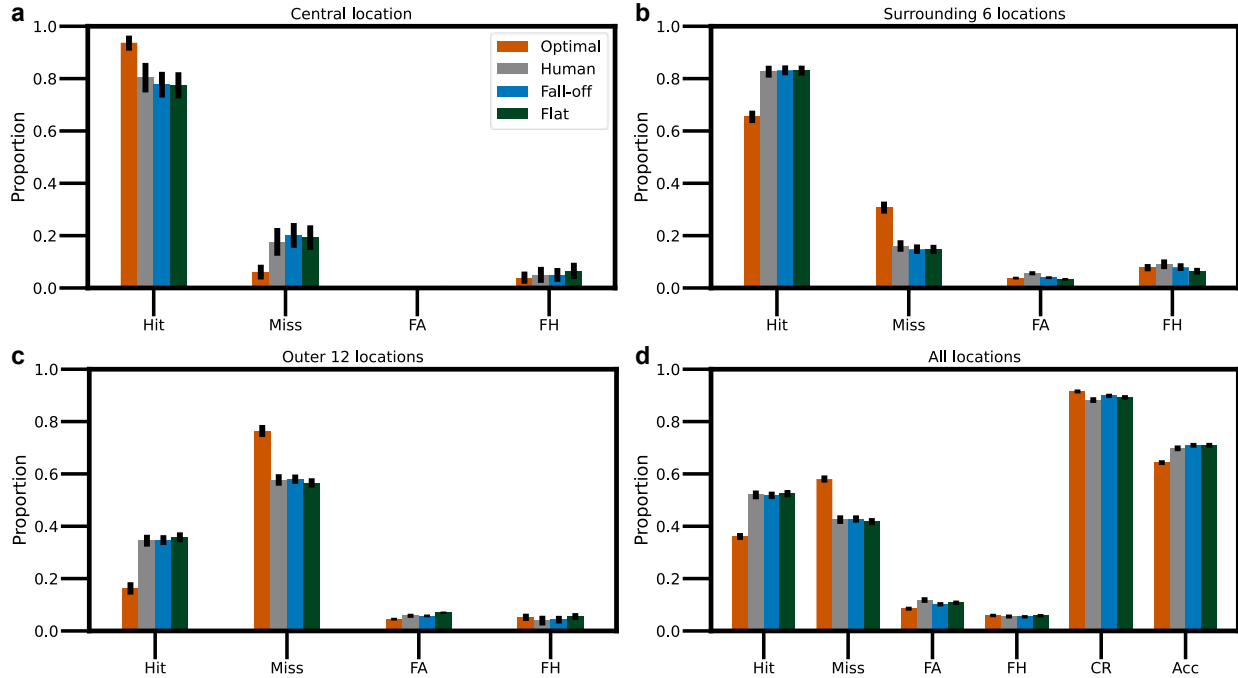 a
Central location
Proportion
1.0
0.8
0.6
0.4
0.2
0.0
Optimal
Human
Fall-off
Flat
Hit Miss FA FH
b
Surrounding 6 locations
Proportion
1.0
0.8
0.6
0.4
0.2
0.0
Hit Miss FA FH
c
Outer 12 locations
Proportion
1.0
0.8
0.6
0.4
0.2
0.0
Hit Miss FA FH
d
All locations
Proportion
1.0
0.8
0.6
0.4
0.2
0.0
Hit Miss FA FH CR Acc